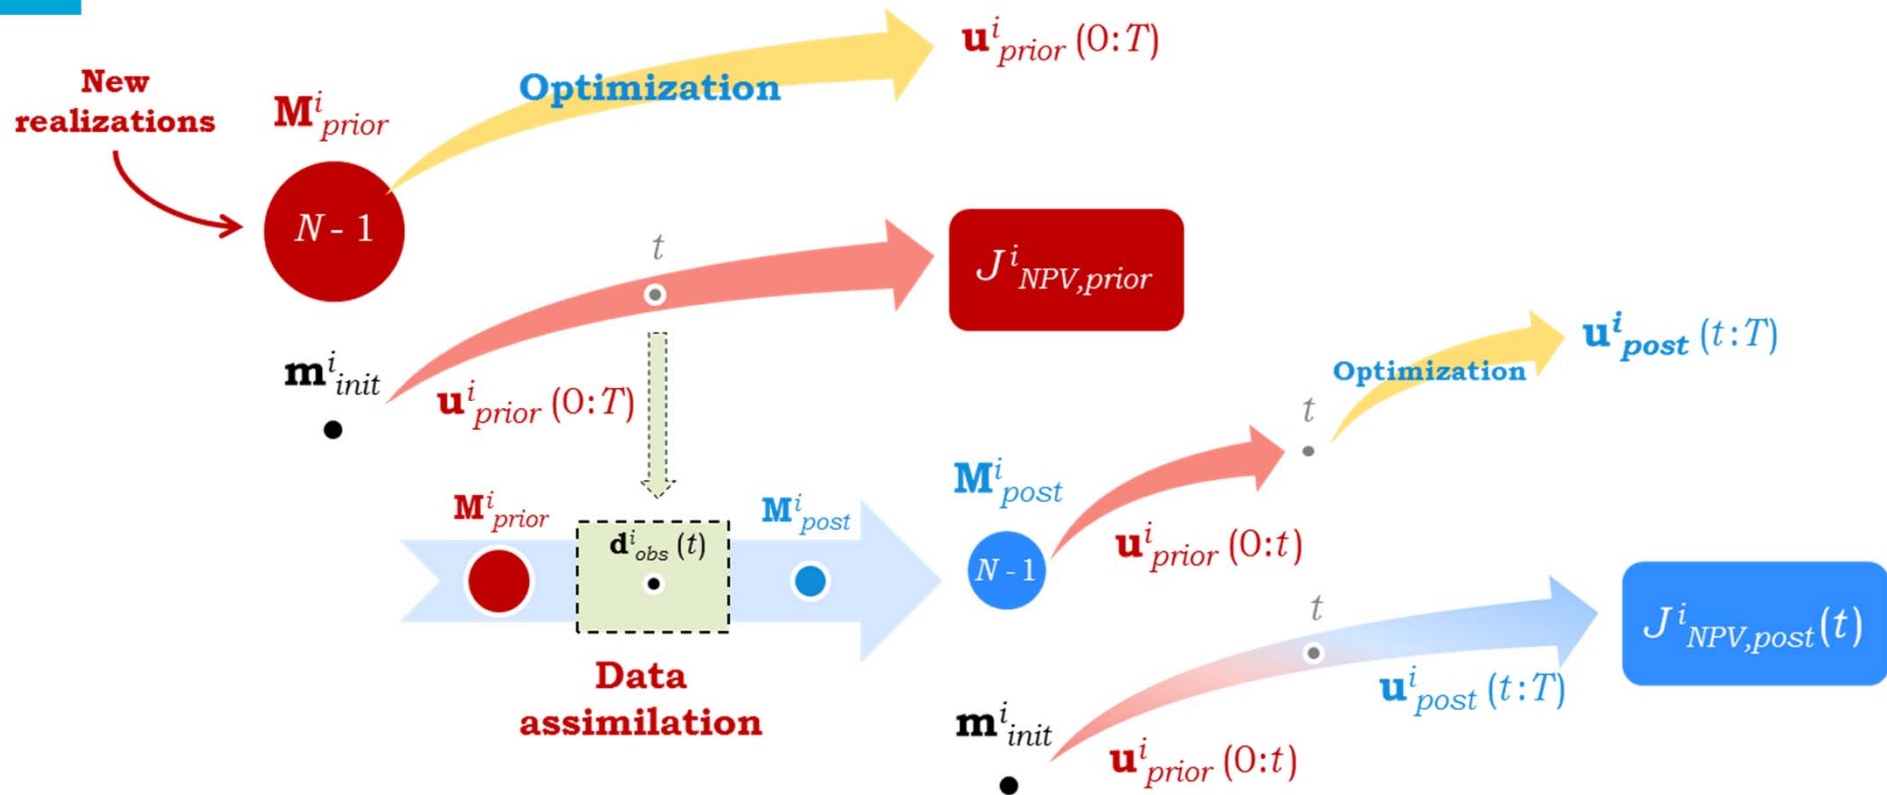 New
realizations
M^i_prior
N - 1
Optimization
u^i_prior (0:T)
t
J^i_NPV,prior
m^i_init
u^i_prior (0:T)
M^i_prior
d^i_obs (t)
M^i_post
Data
assimilation
M^i_post
N - 1
u^i_prior (0:t)
t
Optimization
u^i_post (t:T)
m^i_init
u^i_prior (0:t)
t
u^i_post (t:T)
J^i_NPV,post(t)